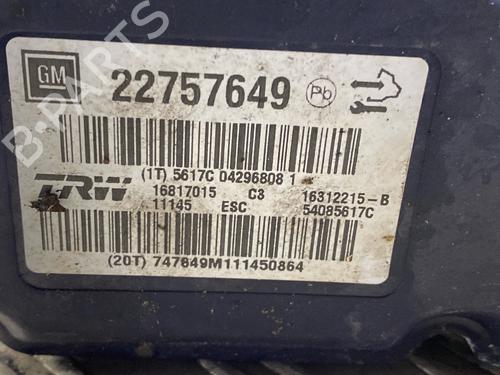 GM 22757649 Pb
(1T) 5617C 04296808 1
TRW 16817015 C3 16312215-B
11145 ESC 54085617C
(20T) 747649M111450864
B-PARTS